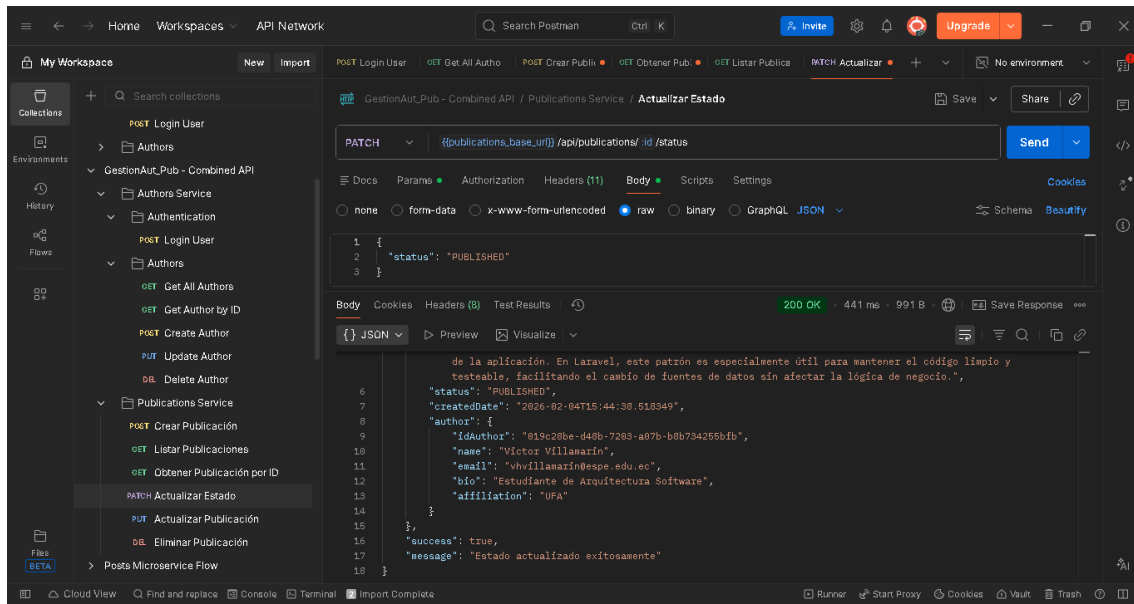 Home Workspaces API Network Search Postman Ctrl K Invite Upgrade
My Workspace New Import POST Login User GET Get All Autho POST Crear Public GET Obtener Pub: GET Listar Publica PATCH Actualizar No environment
Collections
Environments
History
Flows
Files
BETA
Search collections
POST Login User
Authors
GestionAut_Pub - Combined API
Authors Service
Authentication
POST Login User
Authors
GET Get All Authors
GET Get Author by ID
POST Create Author
PUT Update Author
DEL Delete Author
Publications Service
POST Crear Publicación
GET Listar Publicaciones
GET Obtener Publicación por ID
PATCH Actualizar Estado
PUT Actualizar Publicación
DEL Eliminar Publicación
Posts Microservice Flow
HTTP GestionAut_Pub - Combined API / Publications Service / Actualizar Estado Save Share
PATCH {{publications_base_url}} /api/publications/ :id /status Send
Docs Params Authorization Headers (11) Body Scripts Settings Cookies
none form-data x-www-form-urlencoded raw binary GraphQL JSON Schema Beautify
1 {
2 "status": "PUBLISHED"
3 }
Body Cookies Headers (8) Test Results 200 OK 441 ms 991 B Save Response
{} JSON Preview Visualize
de la aplicación. En Laravel, este patrón es especialmente útil para mantener el código limpio y
testeable, facilitando el cambio de fuentes de datos sin afectar la lógica de negocio.",
6 "status": "PUBLISHED",
7 "createdDate": "2026-02-04T15:44:38.518349",
8 "author": {
9 "idAuthor": "019c28be-d48b-7203-a07b-b8b734255bfb",
10 "name": "Victor Villamarin",
11 "email": "vhvillamarin@espe.edu.ec",
12 "bio": "Estudiante de Arquitectura Software",
13 "affiliation": "UFA"
14 }
15 },
16 "success": true,
17 "message": "Estado actualizado exitosamente"
18 }
AI
Cloud View Find and replace Console Terminal 2 Import Complete Runner Start Proxy Cookies Vault Trash